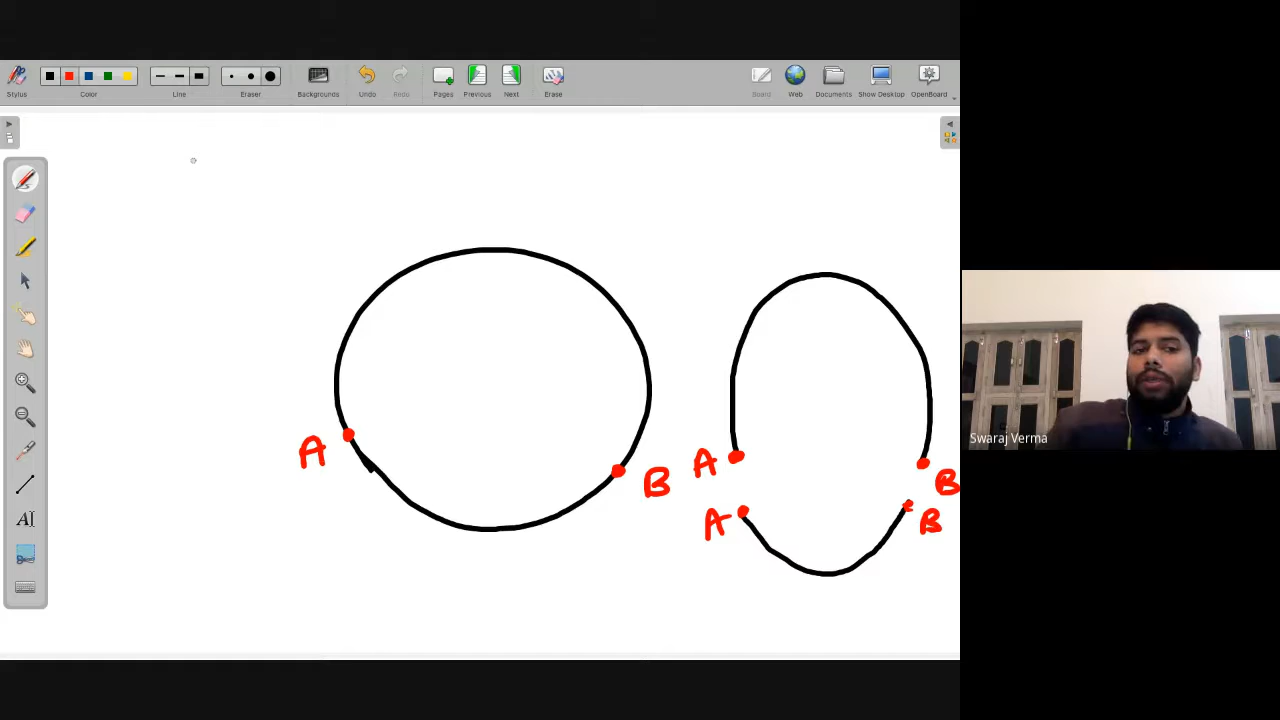 Stylus Color Line Eraser Backgrounds Undo Redo Pages Previous Next Erase Board Web Documents Show Desktop OpenBoard
A B
A B
A B
AI
Swaraj Verma